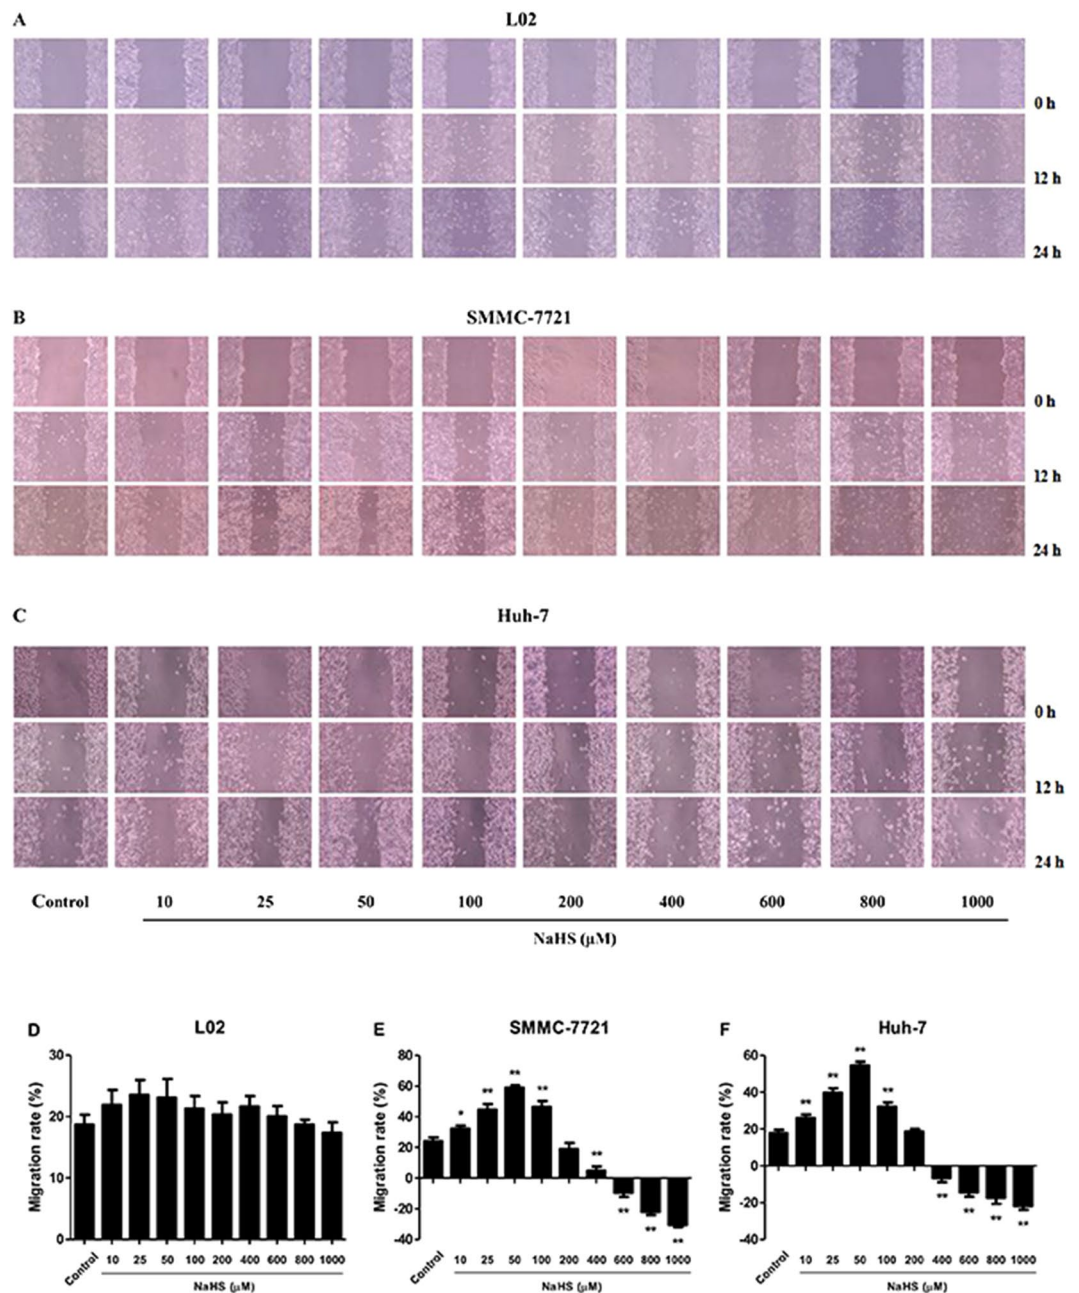 A L02
0 h
12 h
24 h
B SMMC-7721
0 h
12 h
24 h
C Huh-7
0 h
12 h
24 h
Control 10 25 50 100 200 400 600 800 1000
NaHS (μM)
D L02
30
20
10
0
Migration rate (%)
Control 10 25 50 100 200 400 600 800 1000
NaHS (μM)
E SMMC-7721
80
60
40
20
0
-20
-40
Migration rate (%)
* ** ** ** ** ** ** **
Control 10 25 50 100 200 400 600 800 1000
NaHS (μM)
F Huh-7
60
40
20
0
-20
-40
Migration rate (%)
** ** ** ** ** ** ** **
Control 10 25 50 100 200 400 600 800 1000
NaHS (μM)